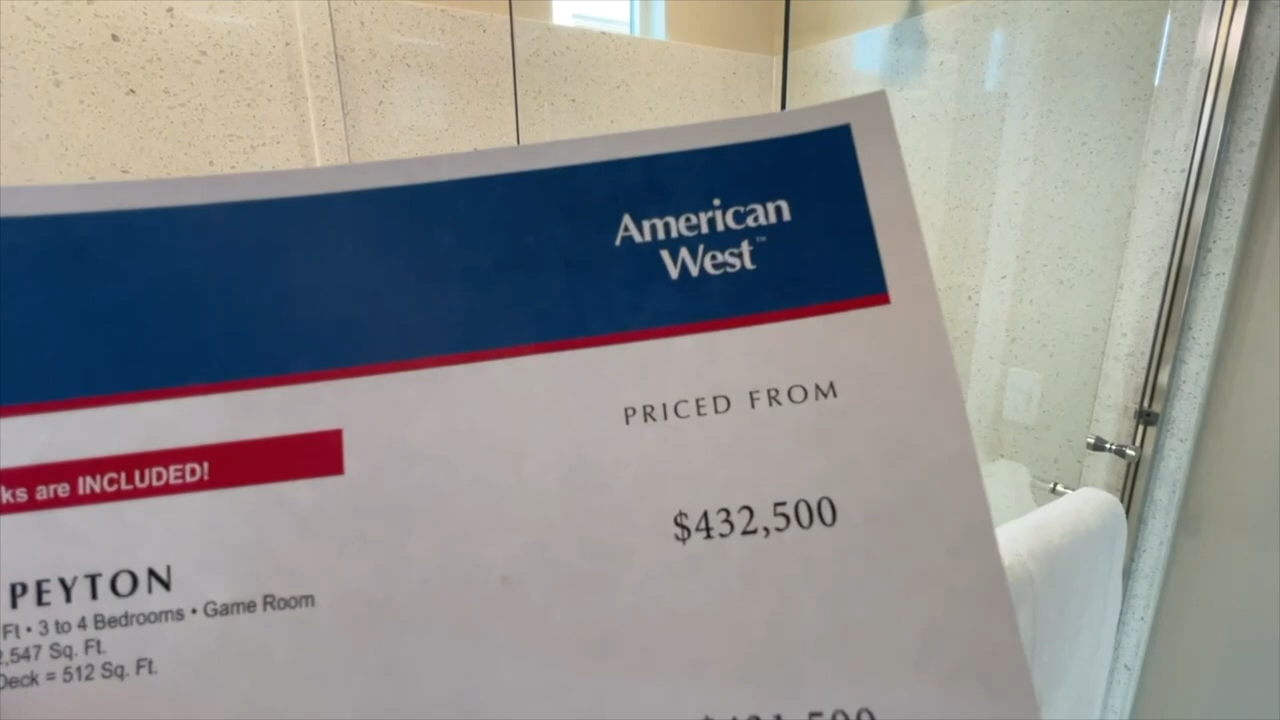 American
West™
PRICED FROM
ks are INCLUDED!
$432,500
PEYTON
Ft • 3 to 4 Bedrooms • Game Room
2,547 Sq. Ft.
Deck = 512 Sq. Ft.